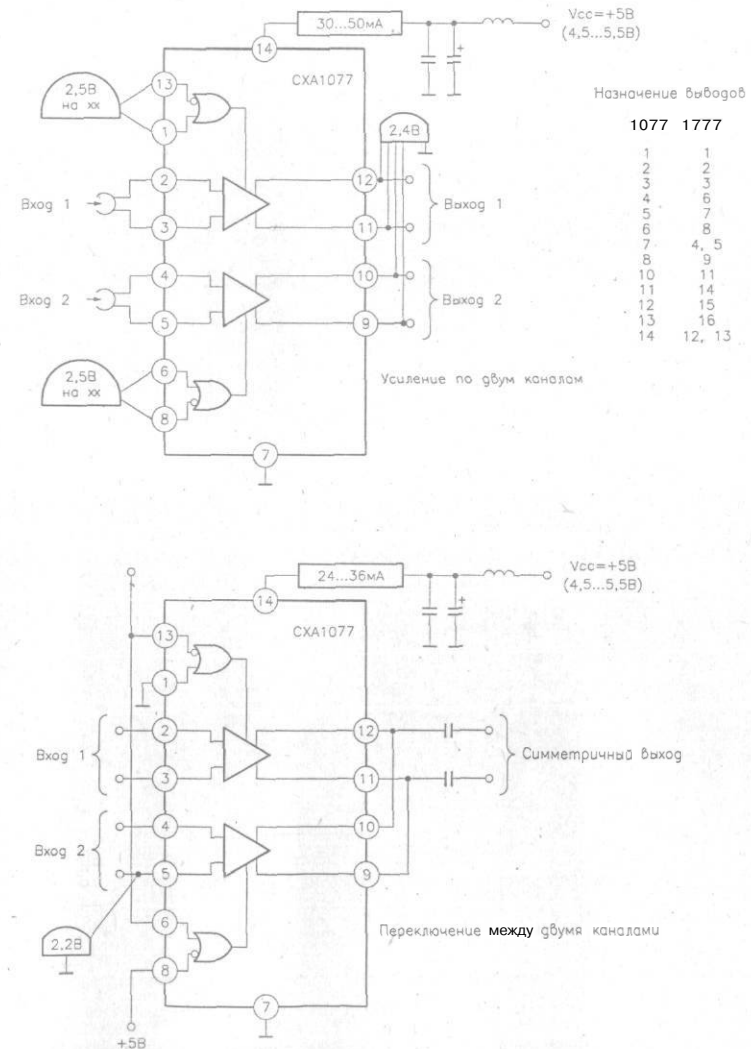 30...50мА
Vcc=+5В
(4,5...5,5В)
14
CXA1077
13
2,5В
на хх
1
2,4В
Назначение выводов
1077 1777
1 1
2 2
3 3
4 6
5 7
6 8
7 4, 5
8 9
10 11
11 14
12 15
13 16
14 12, 13
2
12
Вход 1
3
11
Выход 1
4
10
Вход 2
5
9
Выход 2
6
2,5В
на хх
8
Усиление по двум каналам
7
24...36мА
Vcc=+5В
(4,5...5,5В)
14
CXA1077
13
1
2
12
Вход 1
3
11
Симметричный выход
4
10
Вход 2
5
9
6
2,2В
8
Переключение между двумя каналами
7
+5В